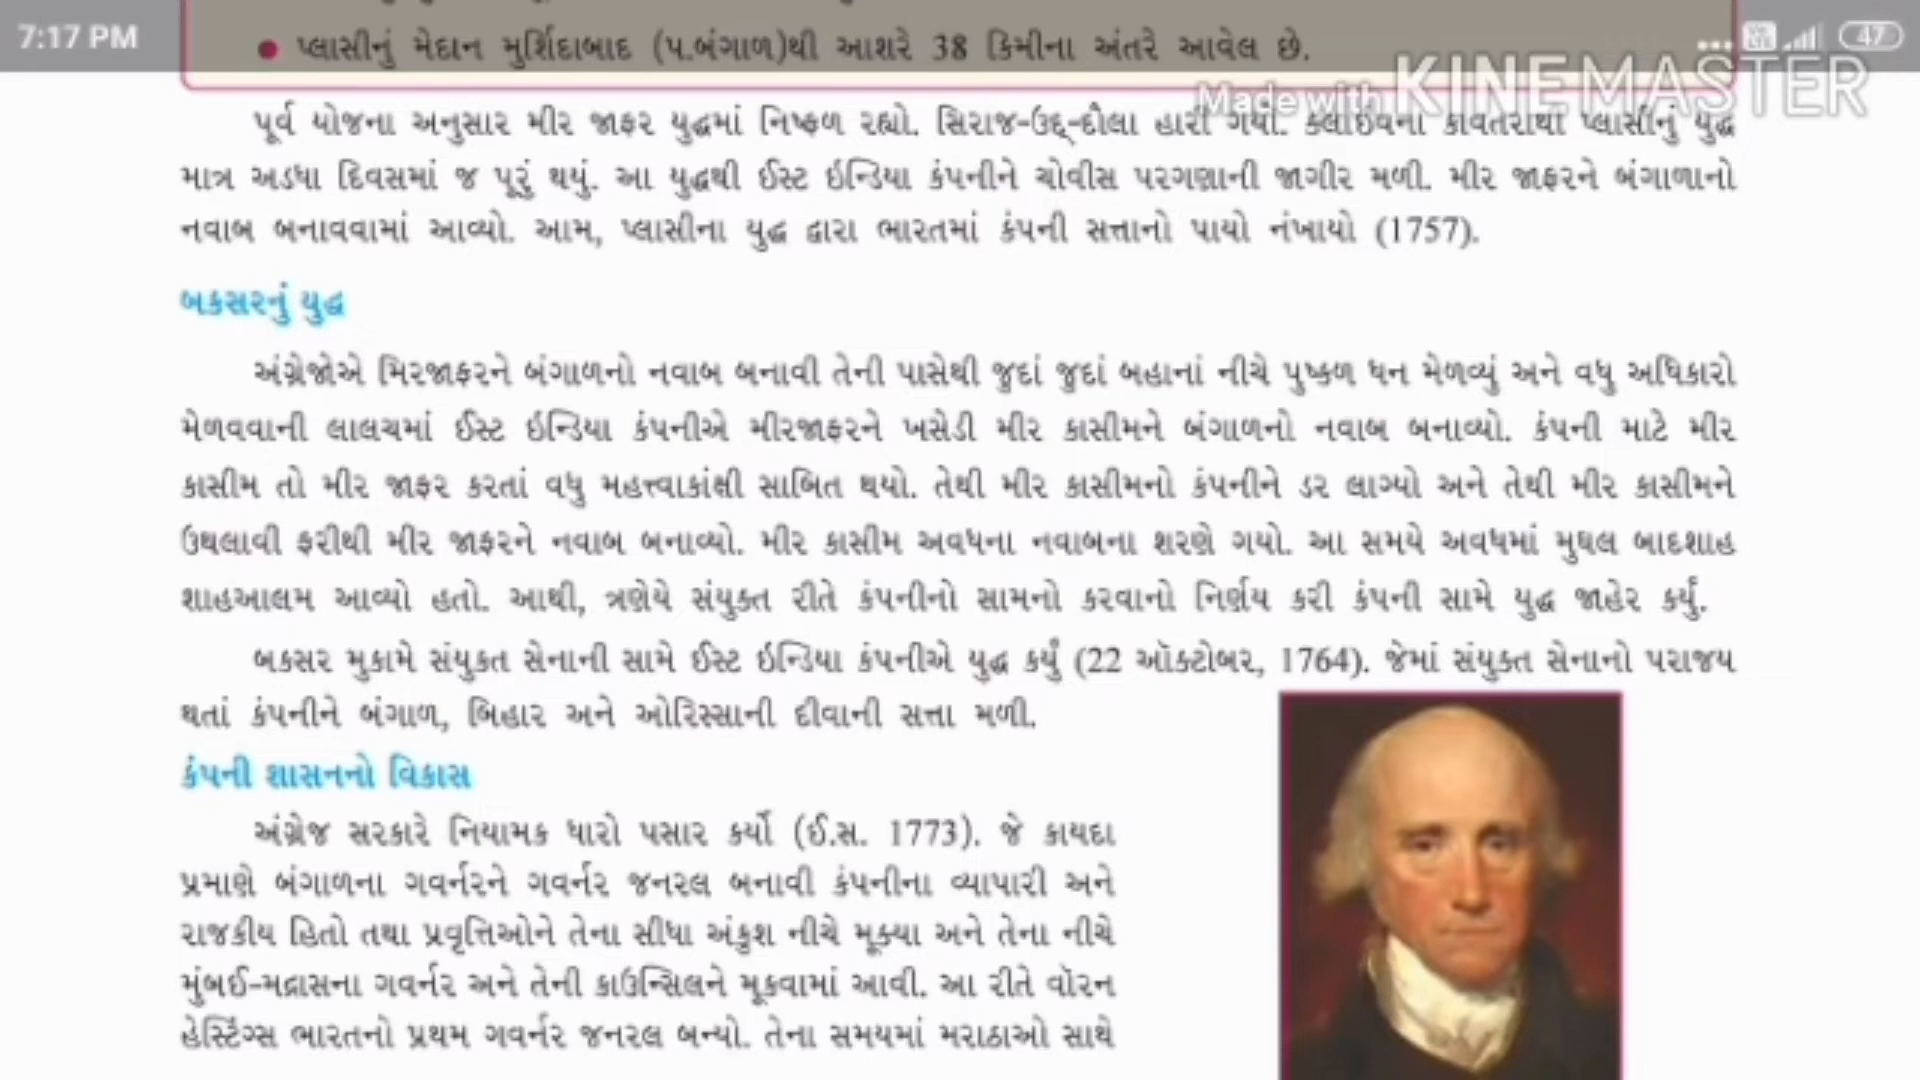 7:17 PM
47
● પ્લાસીનું મેદાન મુર્શિદાબાદ (પ.બંગાળ)થી આશરે 38 કિમીના અંતરે આવેલ છે.
Made with KINEMASTER
પૂર્વ યોજના અનુસાર મીર જાફર યુદ્ધમાં નિષ્ફળ રહ્યો. સિરાજ-ઉદ્-દૌલા હારી ગયો. ક્લાઈવના કાવતરાથી પ્લાસીનું યુદ્ધ
માત્ર અડધા દિવસમાં જ પૂરું થયું. આ યુદ્ધથી ઈસ્ટ ઇન્ડિયા કંપનીને ચોવીસ પરગણાની જાગીર મળી. મીર જાફરને બંગાળાનો
નવાબ બનાવવામાં આવ્યો. આમ, પ્લાસીના યુદ્ધ દ્વારા ભારતમાં કંપની સત્તાનો પાયો નંખાયો (1757).
બકસરનું યુદ્ધ
અંગ્રેજોએ મિરજાફરને બંગાળનો નવાબ બનાવી તેની પાસેથી જુદાં જુદાં બહાનાં નીચે પુષ્કળ ધન મેળવ્યું અને વધુ અધિકારો
મેળવવાની લાલચમાં ઈસ્ટ ઇન્ડિયા કંપનીએ મીરજાફરને ખસેડી મીર કાસીમને બંગાળનો નવાબ બનાવ્યો. કંપની માટે મીર
કાસીમ તો મીર જાફર કરતાં વધુ મહત્ત્વાકાંક્ષી સાબિત થયો. તેથી મીર કાસીમનો કંપનીને ડર લાગ્યો અને તેથી મીર કાસીમને
ઉથલાવી ફરીથી મીર જાફરને નવાબ બનાવ્યો. મીર કાસીમ અવધના નવાબના શરણે ગયો. આ સમયે અવધમાં મુઘલ બાદશાહ
શાહઆલમ આવ્યો હતો. આથી, ત્રણેયે સંયુક્ત રીતે કંપનીનો સામનો કરવાનો નિર્ણય કરી કંપની સામે યુદ્ધ જાહેર કર્યું.
બકસર મુકામે સંયુકત સેનાની સામે ઈસ્ટ ઇન્ડિયા કંપનીએ યુદ્ધ કર્યું (22 ઑક્ટોબર, 1764). જેમાં સંયુક્ત સેનાનો પરાજય
થતાં કંપનીને બંગાળ, બિહાર અને ઓરિસ્સાની દીવાની સત્તા મળી.
કંપની શાસનનો વિકાસ
અંગ્રેજ સરકારે નિયામક ધારો પસાર કર્યો (ઈ.સ. 1773). જે કાયદા
પ્રમાણે બંગાળના ગવર્નરને ગવર્નર જનરલ બનાવી કંપનીના વ્યાપારી અને
રાજકીય હિતો તથા પ્રવૃત્તિઓને તેના સીધા અંકુશ નીચે મૂક્યા અને તેના નીચે
મુંબઈ-મદ્રાસના ગવર્નર અને તેની કાઉન્સિલને મૂકવામાં આવી. આ રીતે વૉરન
હેસ્ટિંગ્સ ભારતનો પ્રથમ ગવર્નર જનરલ બન્યો. તેના સમયમાં મરાઠાઓ સાથે